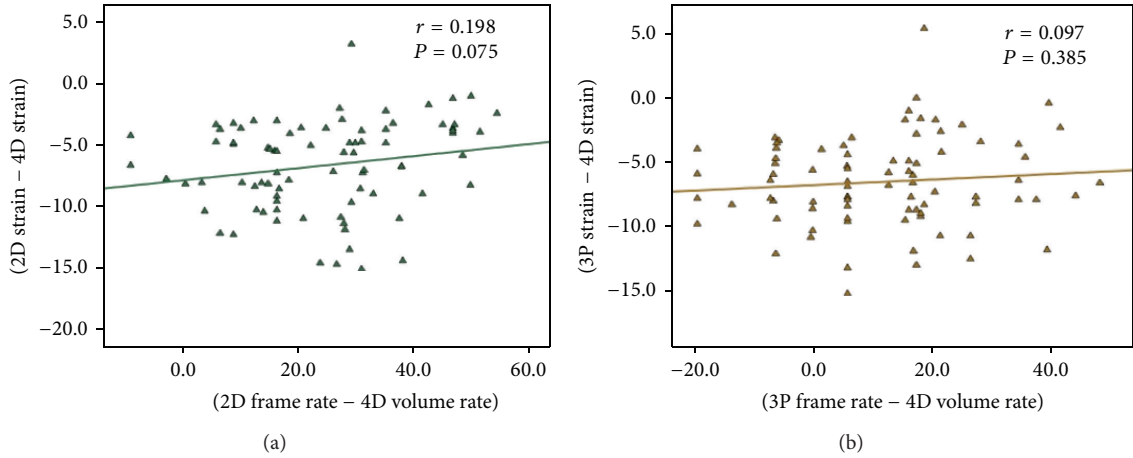 r = 0.198
P = 0.075
5.0
0.0
−5.0
−10.0
−15.0
−20.0
(2D strain − 4D strain)
0.0 20.0 40.0 60.0
(2D frame rate − 4D volume rate)
(a)
r = 0.097
P = 0.385
5.0
0.0
−5.0
−10.0
−15.0
(3P strain − 4D strain)
−20.0 0.0 20.0 40.0
(3P frame rate − 4D volume rate)
(b)